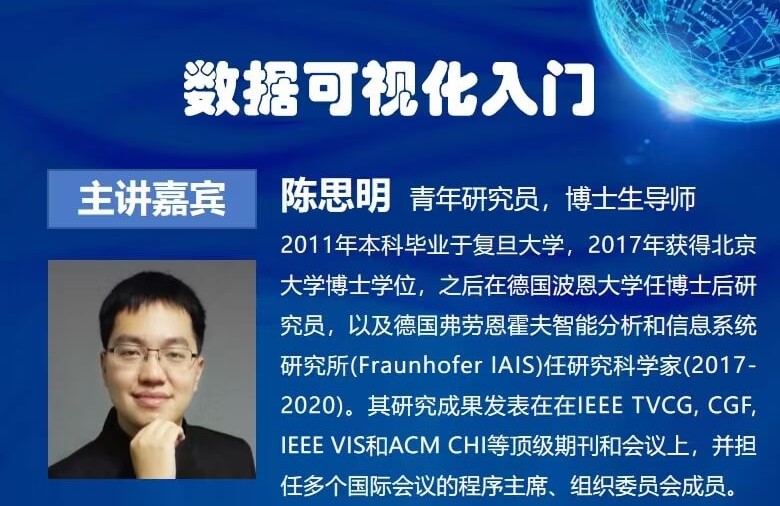 数据可视化入门
主讲嘉宾
陈思明 青年研究员，博士生导师
2011年本科毕业于复旦大学，2017年获得北京
大学博士学位，之后在德国波恩大学任博士后研
究员，以及德国弗劳恩霍夫智能分析和信息系统
研究所(Fraunhofer IAIS)任研究科学家(2017-
2020)。其研究成果发表在在IEEE TVCG, CGF,
IEEE VIS和ACM CHI等顶级期刊和会议上，并担
任多个国际会议的程序主席、组织委员会成员。